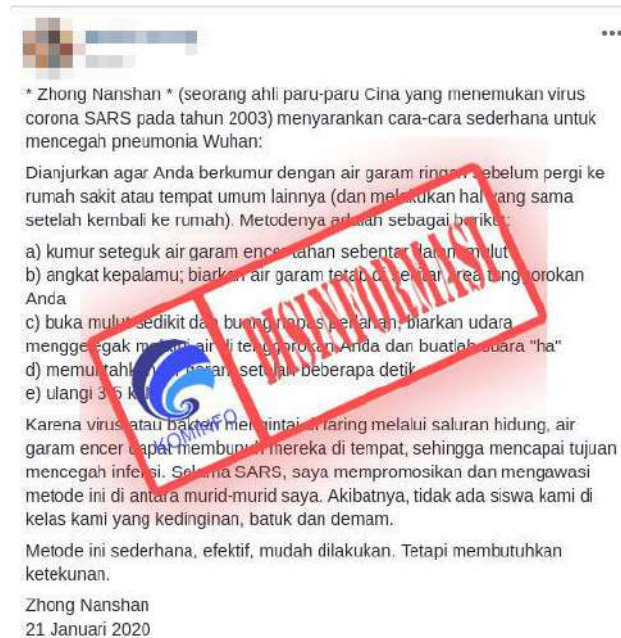 * Zhong Nanshan * (seorang ahli paru-paru Cina yang menemukan virus
corona SARS pada tahun 2003) menyarankan cara-cara sederhana untuk
mencegah pneumonia Wuhan:
Dianjurkan agar Anda berkumur dengan air garam ringan sebelum pergi ke
rumah sakit atau tempat umum lainnya (dan melakukan hal yang sama
setelah kembali ke rumah). Metodenya adalah sebagai berikut:
a) kumur seteguk air garam encer, tahan sebentar dalam mulut
b) angkat kepalamu; biarkan air garam tetap di sekitar area tenggorokan
Anda
c) buka mulut sedikit dan buang napas perlahan, biarkan udara
menggelegak melalui air di tenggorokan Anda dan buatlah suara "ha"
d) garam setelah beberapa detik
e) ulangi 3-5
DISINFORMASI
KOMINFO
Karena virus atau bakteri mengintai di faring melalui saluran hidung, air
garam encer dapat membunuh mereka di tempat, sehingga mencapai tujuan
mencegah infeksi. Selama SARS, saya mempromosikan dan mengawasi
metode ini di antara murid-murid saya. Akibatnya, tidak ada siswa kami di
kelas kami yang kedinginan, batuk dan demam.
Metode ini sederhana, efektif, mudah dilakukan. Tetapi membutuhkan
ketekunan.
Zhong Nanshan
21 Januari 2020